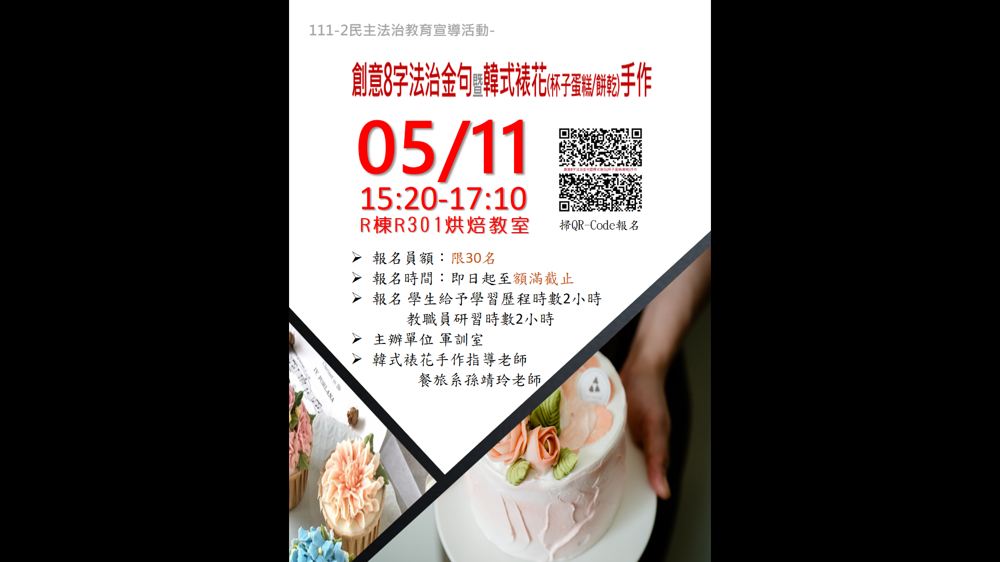 111-2民主法治教育宣導活動-
創意8字法治金句暨韓式裱花(杯子蛋糕/餅乾)手作
05/11
15:20-17:10
R棟R301烘焙教室
創意8字法治金句暨韓式裱花(杯子蛋糕/餅乾)手作
掃QR-Code報名
➢ 報名員額：限30名
➢ 報名時間：即日起至額滿截止
➢ 報名 學生給予學習歷程時數2小時
教職員研習時數2小時
➢ 主辦單位 軍訓室
➢ 韓式裱花手作指導老師
餐旅系孫靖玲老師
Clarinet in B♭
IV PORLANA